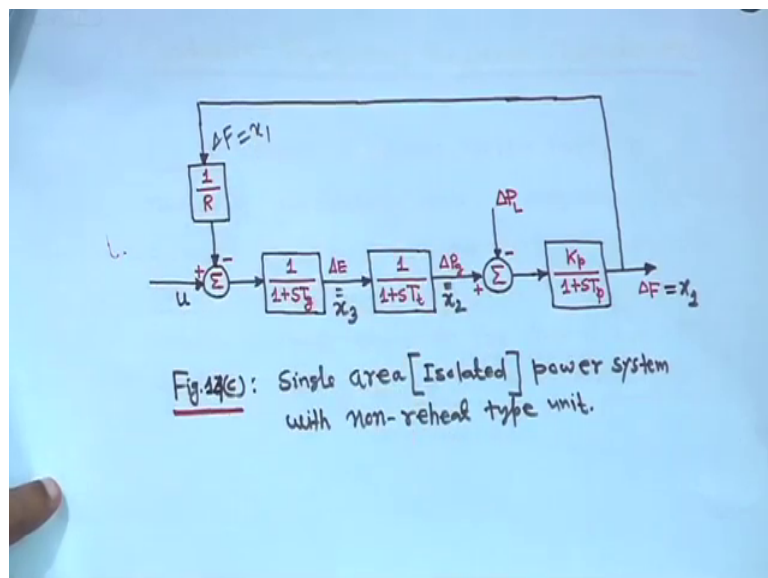 ΔF=x1
1
R
ΔPL
+
-
Σ
u
1
1+STg
ΔE
=
x3
1
1+STt
ΔPg
=
x2
-
+
Σ
Kp
1+STp
ΔF=x1
Single area [Isolated] power system
with non-reheat type unit.